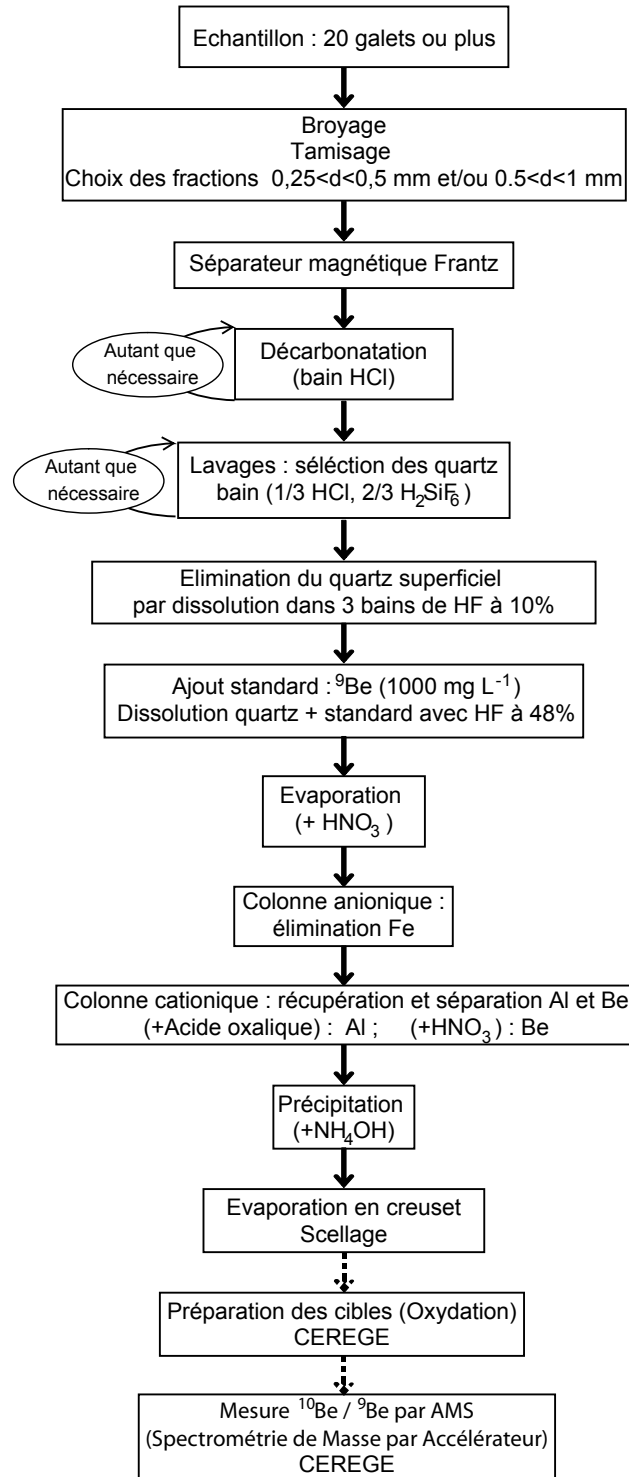 Echantillon : 20 galets ou plus
Broyage
Tamisage
Choix des fractions 0,25<d<0,5 mm et/ou 0.5<d<1 mm
Séparateur magnétique Frantz
Autant que
nécessaire
Décarbonatation
(bain HCl)
Autant que
nécessaire
Lavages : séléction des quartz
bain (1/3 HCl, 2/3 H₂SiF₆)
Elimination du quartz superficiel
par dissolution dans 3 bains de HF à 10%
Ajout standard : ⁹Be (1000 mg L⁻¹)
Dissolution quartz + standard avec HF à 48%
Evaporation
(+ HNO₃ )
Colonne anionique :
élimination Fe
Colonne cationique : récupération et séparation Al et Be
(+Acide oxalique) : Al ; (+HNO₃) : Be
Précipitation
(+NH₄OH)
Evaporation en creuset
Scellage
Préparation des cibles (Oxydation)
CEREGE
Mesure ¹⁰Be / ⁹Be par AMS
(Spectrométrie de Masse par Accélérateur)
CEREGE